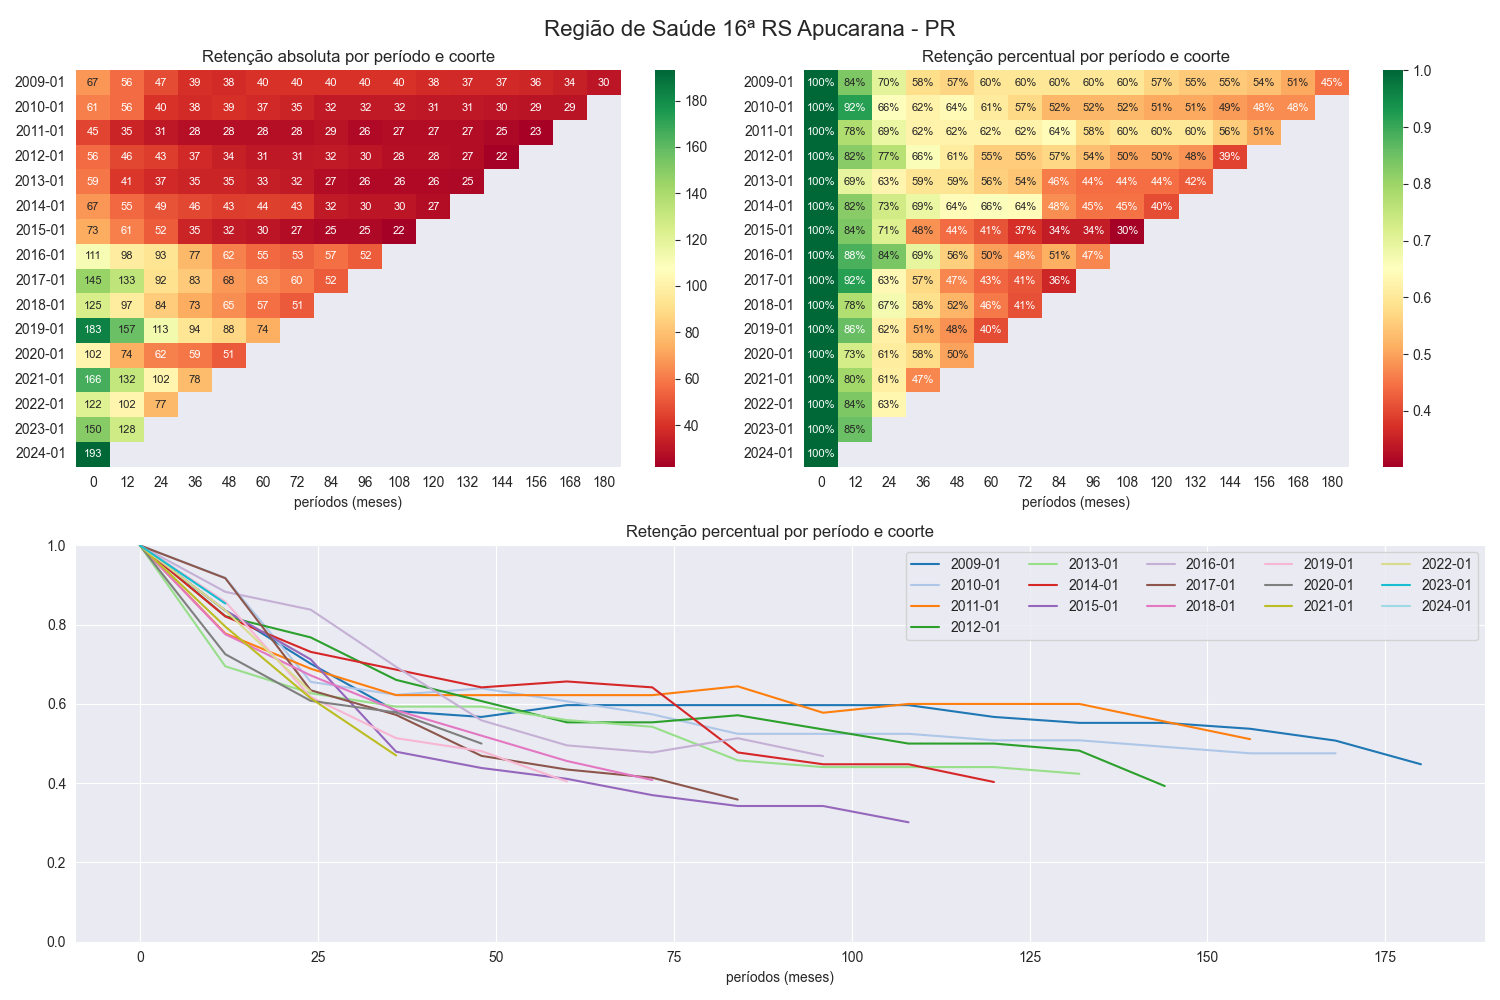 Região de Saúde 16ª RS Apucarana - PR
Retenção absoluta por período e coorte
2009-01 67 56 47 39 38 40 40 40 40 40 38 37 37 36 34 30
2010-01 61 56 40 38 39 37 35 32 32 32 31 31 30 29 29
2011-01 45 35 31 28 28 28 28 29 26 27 27 27 25 23
2012-01 56 46 43 37 34 31 31 32 30 28 28 27 22
2013-01 59 41 37 35 35 33 32 27 26 26 26 25
2014-01 67 55 49 46 43 44 43 32 30 30 27
2015-01 73 61 52 35 32 30 27 25 25 22
2016-01 111 98 93 77 62 55 53 57 52
2017-01 145 133 92 83 68 63 60 52
2018-01 125 97 84 73 65 57 51
2019-01 183 157 113 94 88 74
2020-01 102 74 62 59 51
2021-01 166 132 102 78
2022-01 122 102 77
2023-01 150 128
2024-01 193
0 12 24 36 48 60 72 84 96 108 120 132 144 156 168 180
períodos (meses)
180
160
140
120
100
80
60
40
Retenção percentual por período e coorte
2009-01 100% 84% 70% 58% 57% 60% 60% 60% 60% 60% 57% 55% 55% 54% 51% 45%
2010-01 100% 92% 66% 62% 64% 61% 57% 52% 52% 52% 51% 51% 49% 48% 48%
2011-01 100% 78% 69% 62% 62% 62% 62% 64% 58% 60% 60% 60% 56% 51%
2012-01 100% 82% 77% 66% 61% 55% 55% 57% 54% 50% 50% 48% 39%
2013-01 100% 69% 63% 59% 59% 56% 54% 46% 44% 44% 44% 42%
2014-01 100% 82% 73% 69% 64% 66% 64% 48% 45% 45% 40%
2015-01 100% 84% 71% 48% 44% 41% 37% 34% 34% 30%
2016-01 100% 88% 84% 69% 56% 50% 48% 51% 47%
2017-01 100% 92% 63% 57% 47% 43% 41% 36%
2018-01 100% 78% 67% 58% 52% 46% 41%
2019-01 100% 86% 62% 51% 48% 40%
2020-01 100% 73% 61% 58% 50%
2021-01 100% 80% 61% 47%
2022-01 100% 84% 63%
2023-01 100% 85%
2024-01 100%
0 12 24 36 48 60 72 84 96 108 120 132 144 156 168 180
períodos (meses)
1.0
0.9
0.8
0.7
0.6
0.5
0.4
Retenção percentual por período e coorte
1.0
0.8
0.6
0.4
0.2
0.0
2009-01 2013-01 2016-01 2019-01 2022-01
2010-01 2014-01 2017-01 2020-01 2023-01
2011-01 2015-01 2018-01 2021-01 2024-01
2012-01
0 25 50 75 100 125 150 175
períodos (meses)